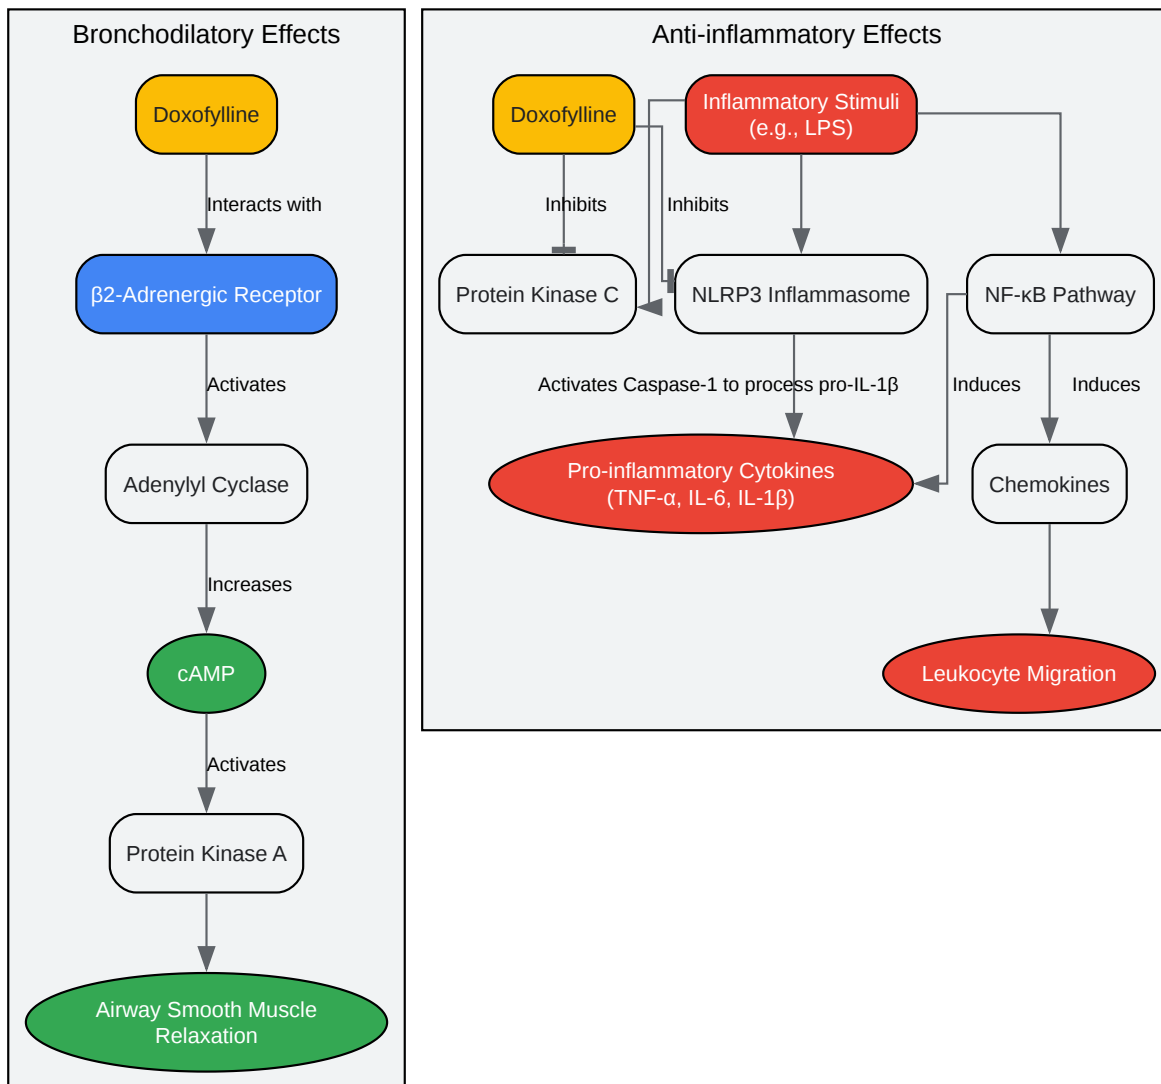 Bronchodilatory Effects
Doxofylline
Interacts with
β2-Adrenergic Receptor
Activates
Adenylyl Cyclase
Increases
cAMP
Activates
Protein Kinase A
Airway Smooth Muscle
Relaxation
Anti-inflammatory Effects
Doxofylline
Inflammatory Stimuli
(e.g., LPS)
Inhibits
Inhibits
Protein Kinase C
NLRP3 Inflammasome
NF-κB Pathway
Activates Caspase-1 to process pro-IL-1β
Induces
Induces
Pro-inflammatory Cytokines
(TNF-α, IL-6, IL-1β)
Chemokines
Leukocyte Migration